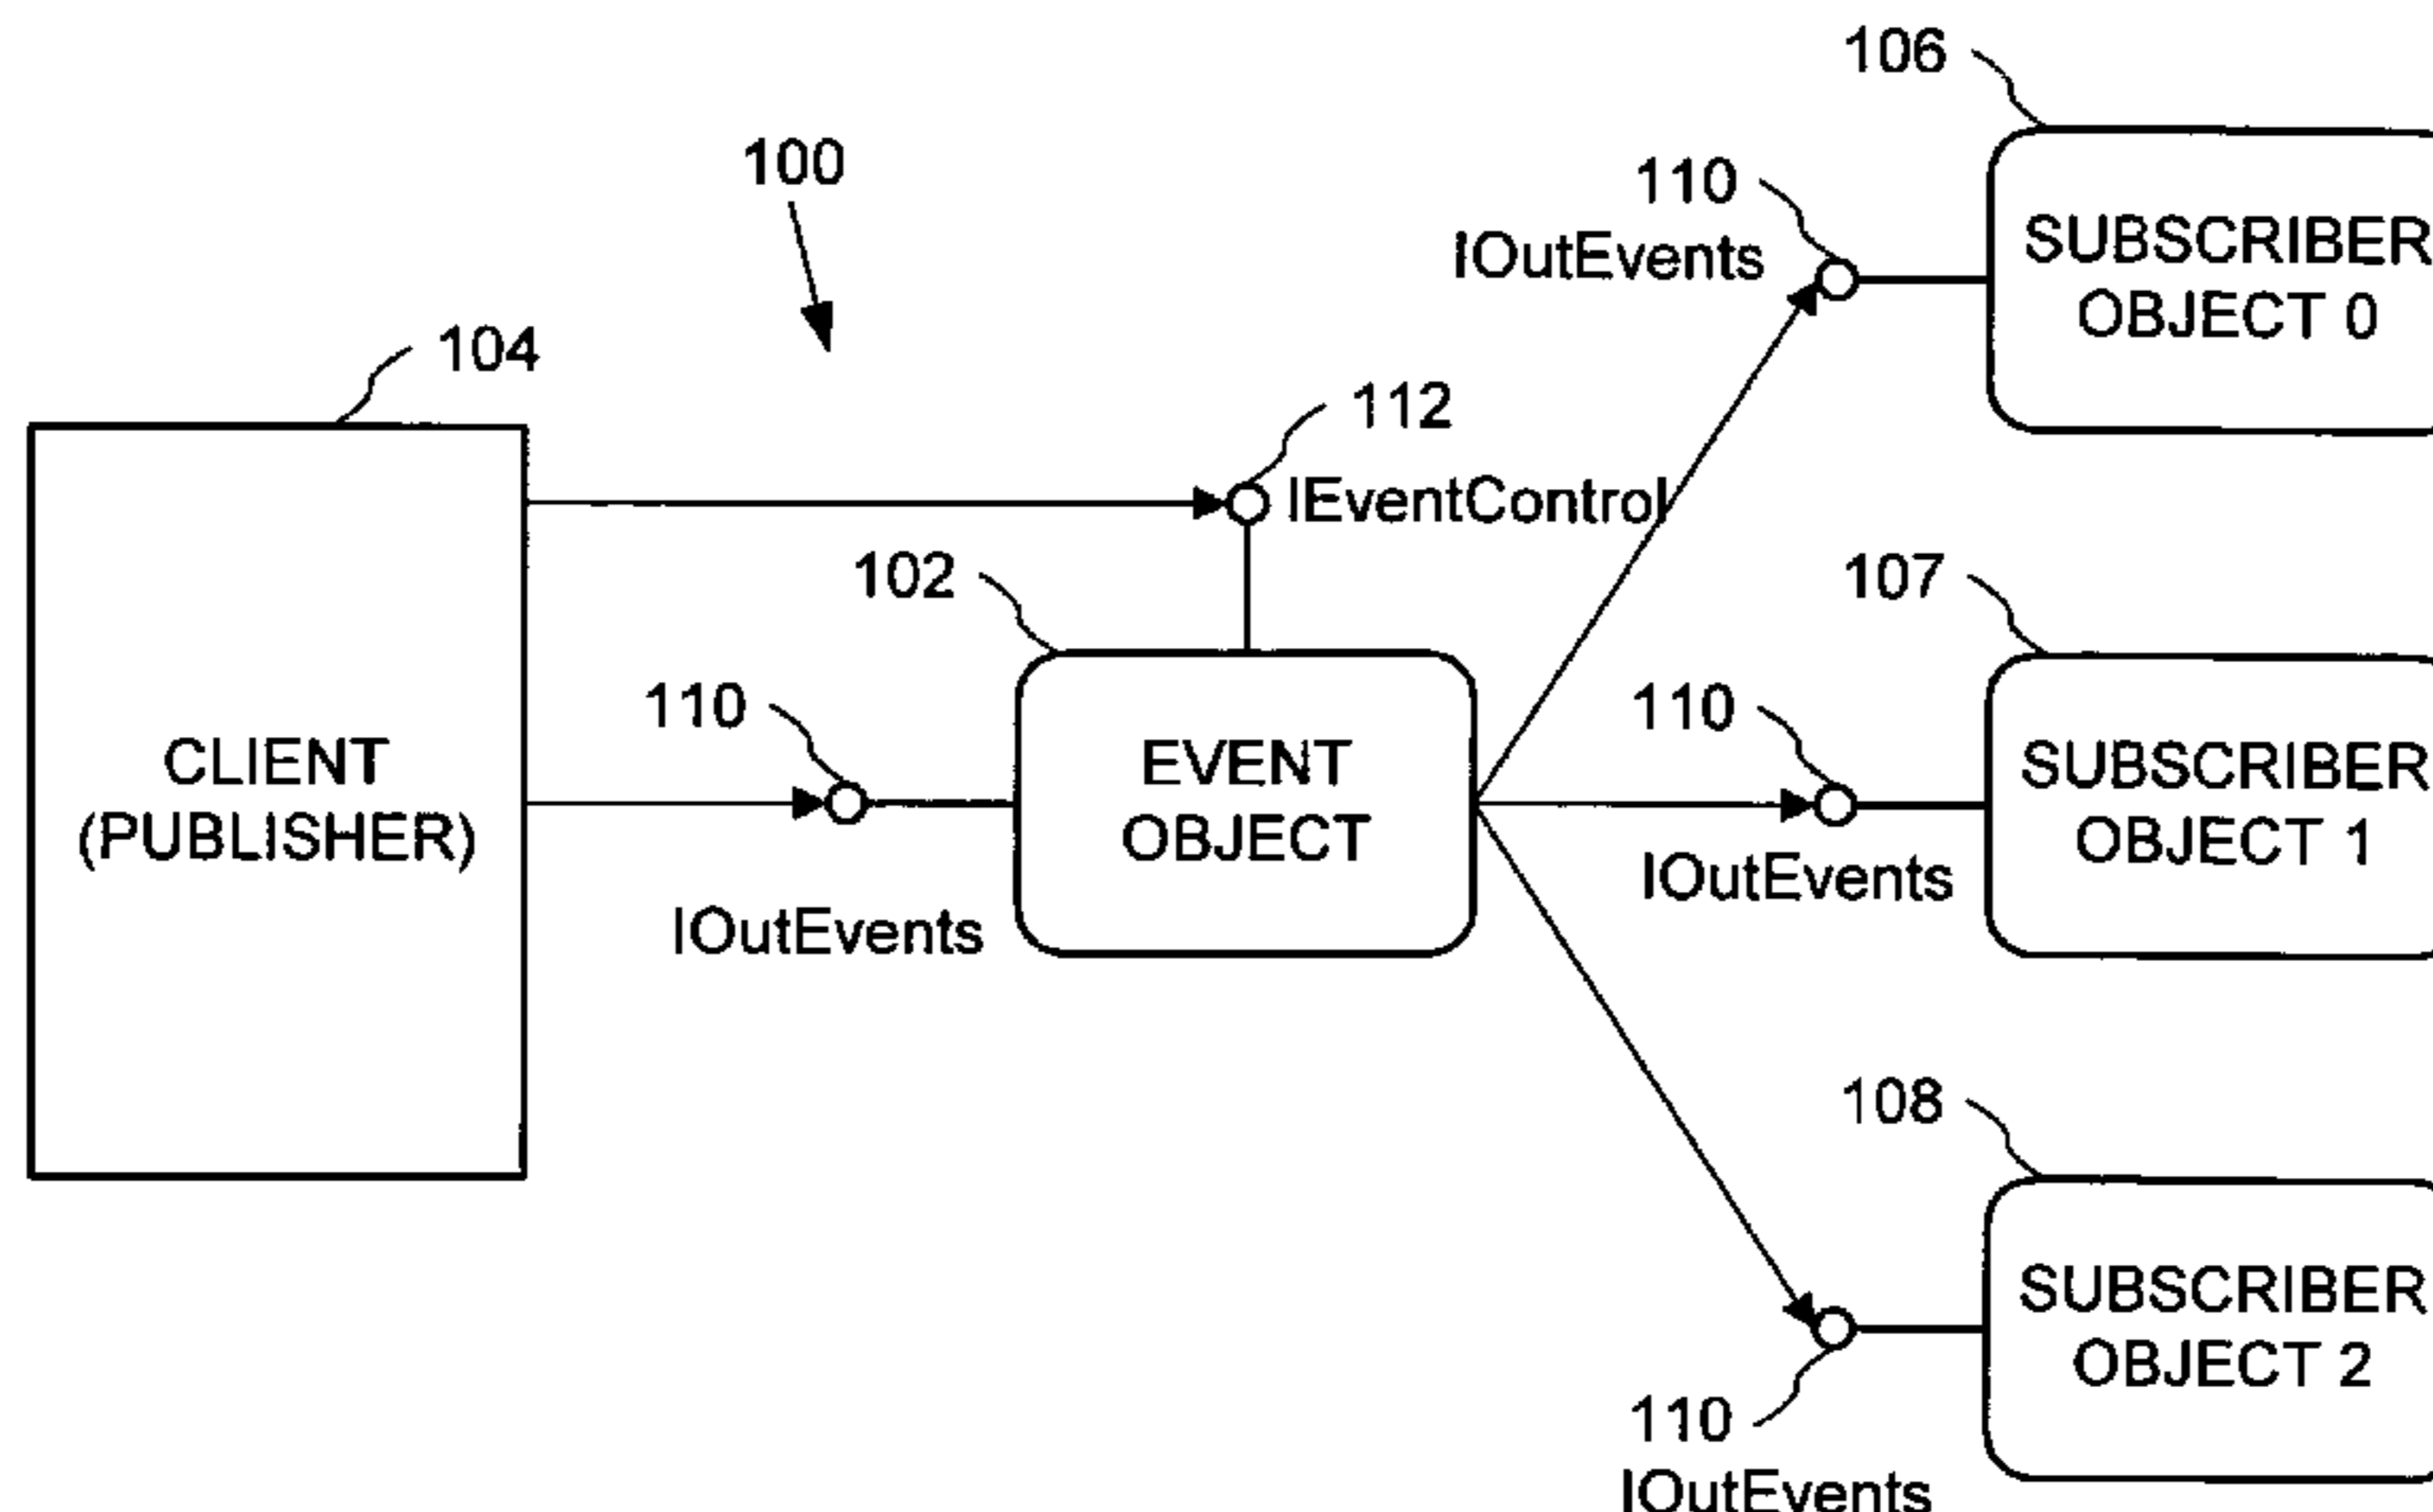 106
100
110
IOutEvents
SUBSCRIBER
OBJECT 0
104
112
IEventControl
102
107
110
110
CLIENT
(PUBLISHER)
EVENT
OBJECT
SUBSCRIBER
OBJECT 1
IOutEvents
IOutEvents
108
SUBSCRIBER
OBJECT 2
110
IOutEvents